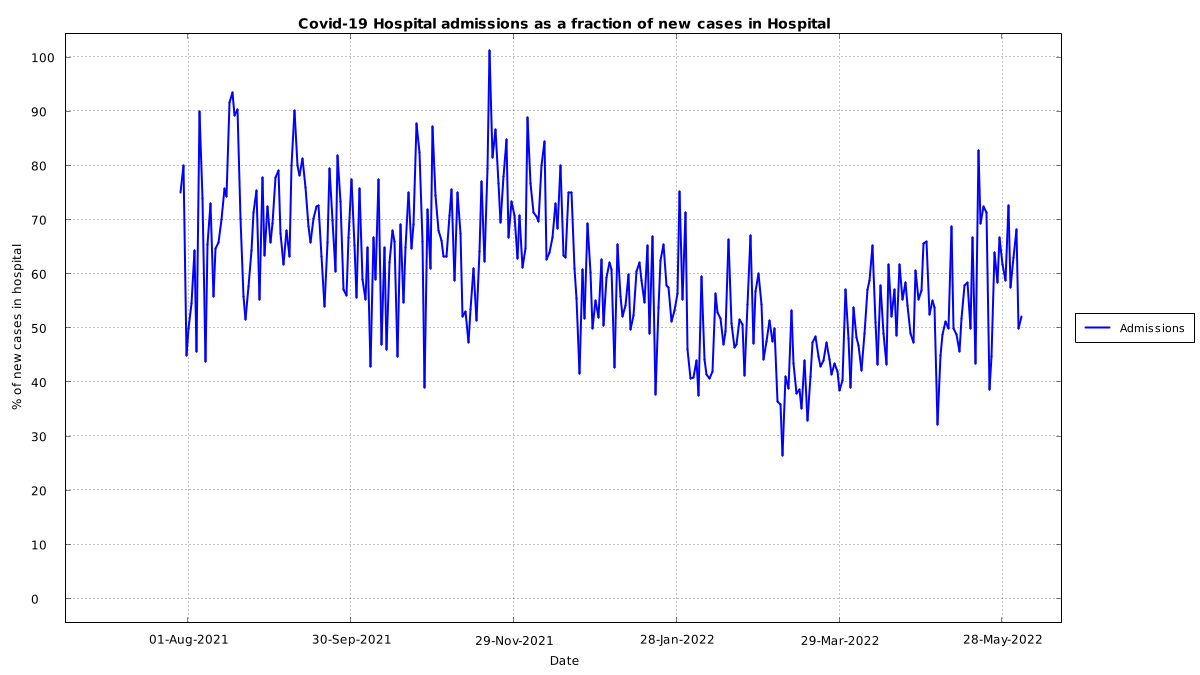 Covid-19 Hospital admissions as a fraction of new cases in Hospital
100
90
80
70
60
50
40
30
20
10
0
% of new cases in hospital
01-Aug-2021
30-Sep-2021
29-Nov-2021
28-Jan-2022
29-Mar-2022
28-May-2022
Date
Admissions